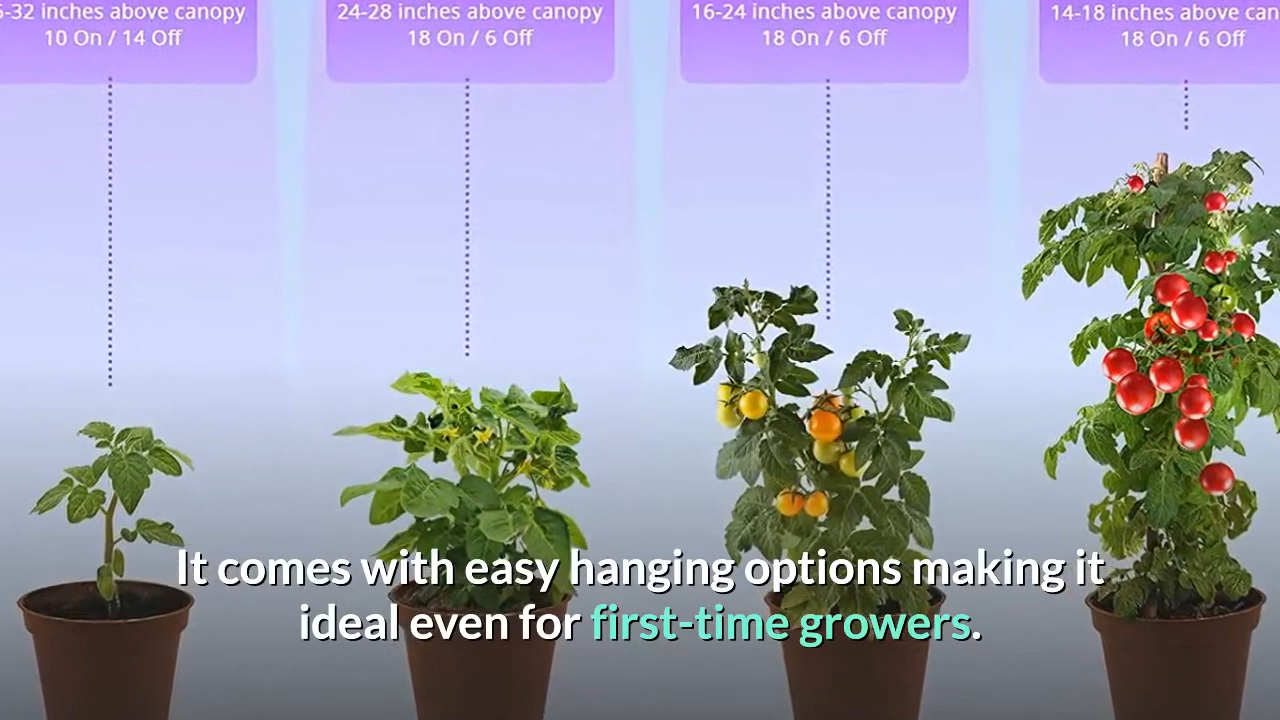 6-32 inches above canopy
10 On / 14 Off
24-28 inches above canopy
18 On / 6 Off
16-24 inches above canopy
18 On / 6 Off
14-18 inches above can
18 On / 6 Off
It comes with easy hanging options making it
ideal even for first-time growers.